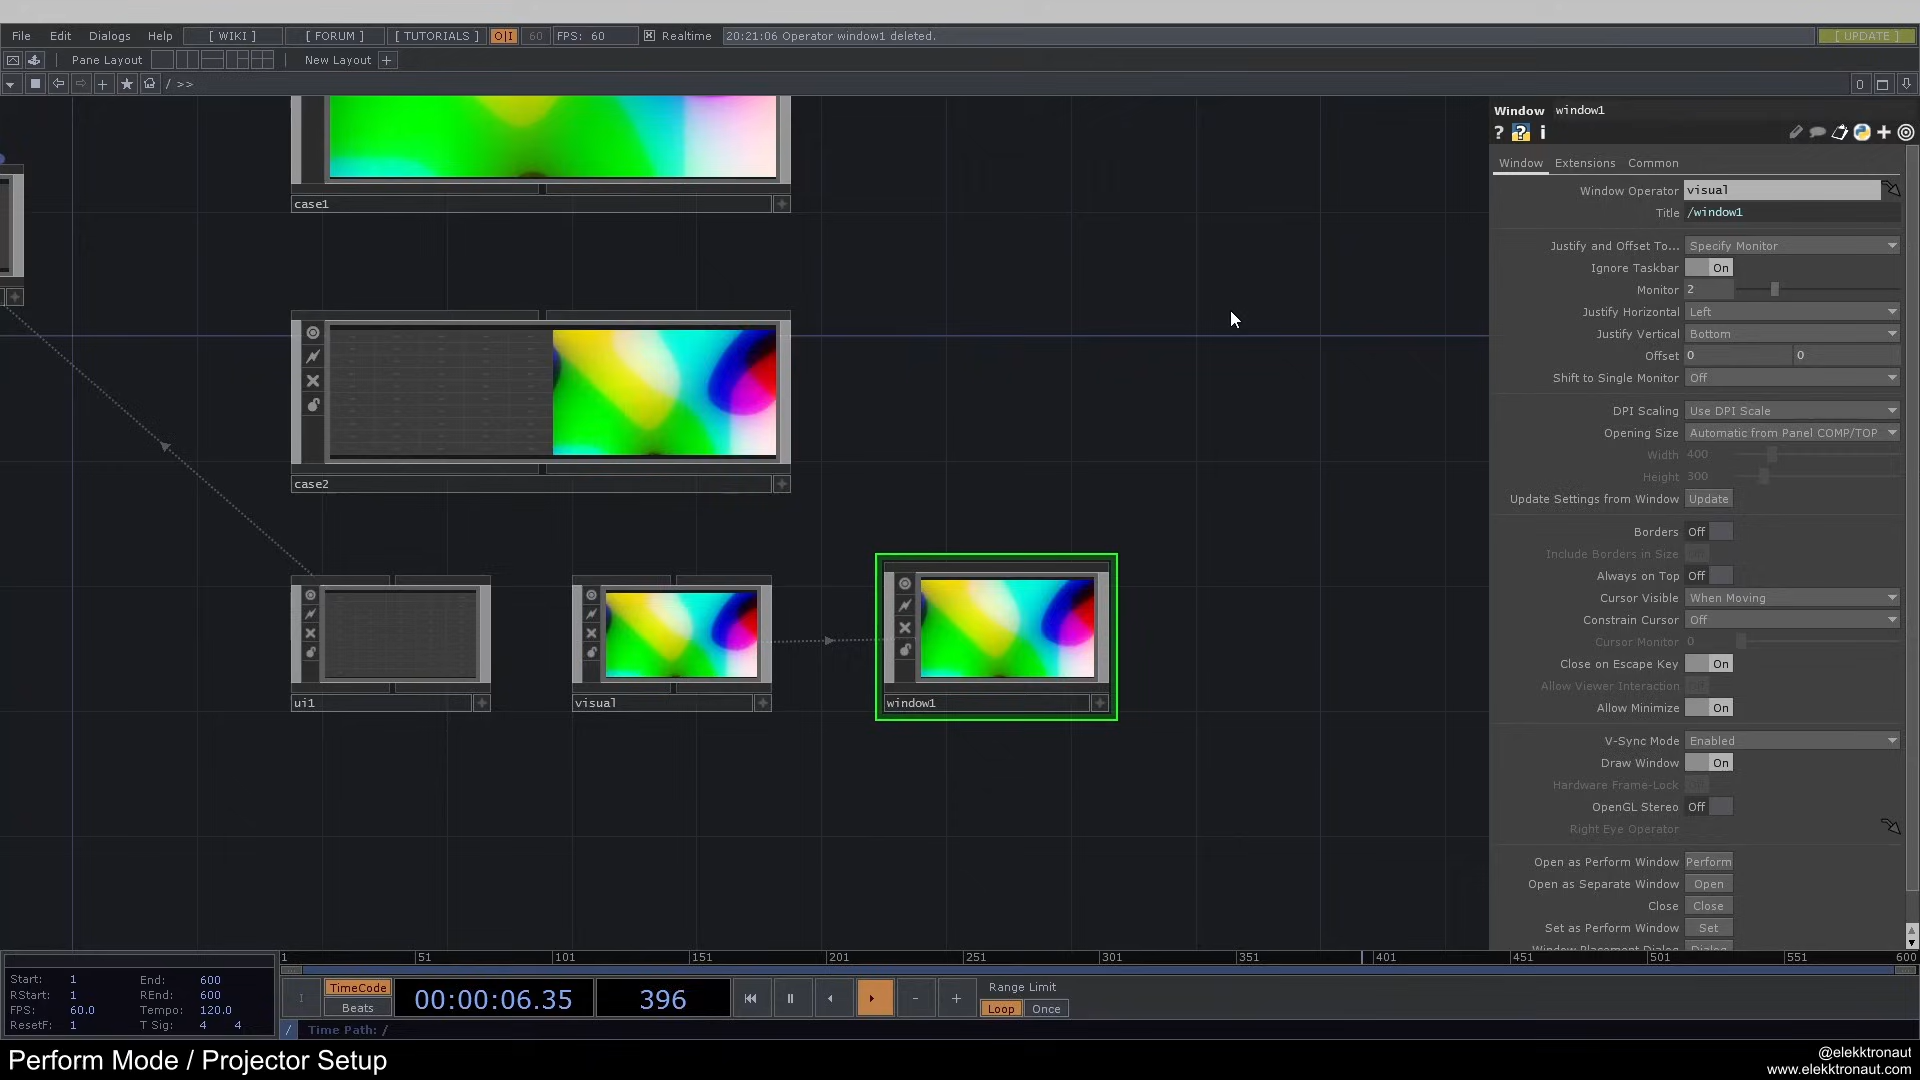 File Edit Dialogs Help [ WIKI ] [ FORUM ] [ TUTORIALS ] O|I 60 FPS: 60 Realtime 20:21:06 Operator window1 deleted. [ UPDATE ]
Pane Layout New Layout +
/ >> 0
Window window1
Window Extensions Common
Window Operator visual
Title /window1
case1
Justify and Offset To... Specify Monitor
Ignore Taskbar On
Monitor 2
Justify Horizontal Left
Justify Vertical Bottom
Offset 0 0
Shift to Single Monitor Off
DPI Scaling Use DPI Scale
Opening Size Automatic from Panel COMP/TOP
Width 400
Height 300
case2
Update Settings from Window Update
Borders Off
Include Borders in Size
Always on Top Off
Cursor Visible When Moving
Constrain Cursor Off
Cursor Monitor 0
Close on Escape Key On
Allow Viewer Interaction
ui1 visual window1
Allow Minimize On
V-Sync Mode Enabled
Draw Window On
Hardware Frame-Lock
OpenGL Stereo Off
Right Eye Operator
Open as Perform Window Perform
Open as Separate Window Open
Close Close
Set as Perform Window Set
Window Placement Dialog Dialog
1 51 101 151 201 251 301 351 401 451 501 551 600
Start: 1 End: 600
RStart: 1 REnd: 600
FPS: 60.0 Tempo: 120.0
ResetF: 1 T Sig: 4 4
TimeCode
Beats
00:00:06.35 396
Range Limit
Loop Once
/ Time Path: /
Perform Mode / Projector Setup
@elekktronaut
www.elekktronaut.com